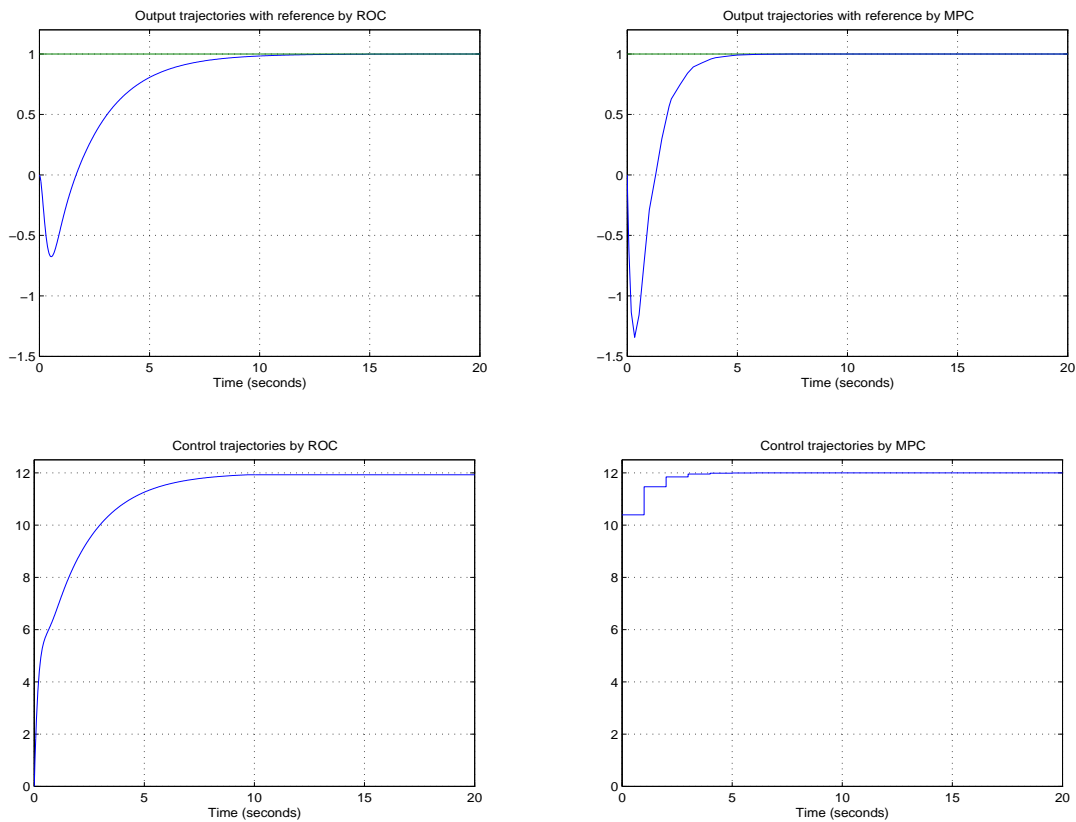 Output trajectories with reference by ROC
1
0.5
0
−0.5
−1
−1.5
0 5 10 15 20
Time (seconds)
Output trajectories with reference by MPC
1
0.5
0
−0.5
−1
−1.5
0 5 10 15 20
Time (seconds)
Control trajectories by ROC
12
10
8
6
4
2
0
0 5 10 15 20
Time (seconds)
Control trajectories by MPC
12
10
8
6
4
2
0
0 5 10 15 20
Time (seconds)